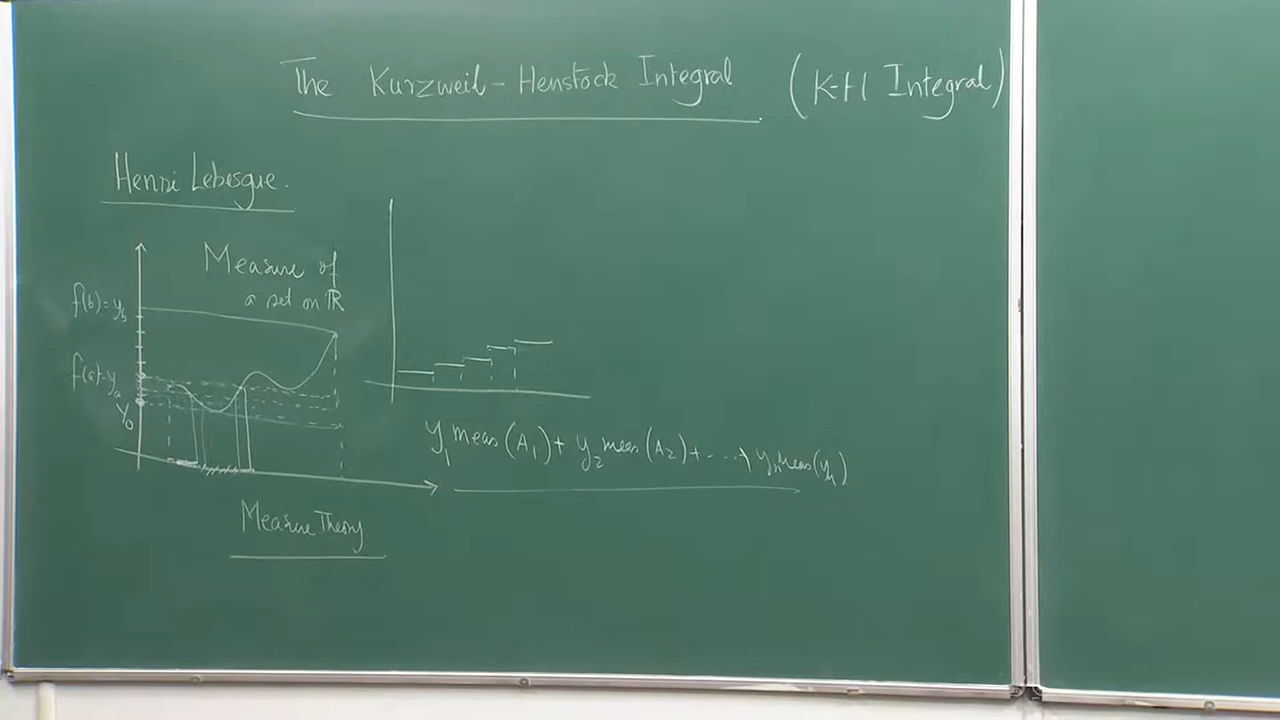 The Kurzweil-Henstock Integral (K-H Integral)
Henri Lebesgue.
Measure of
a set on ℝ
f(b)=y_b
f(a)=y_a
y_0
y_1 meas(A_1)+ y_2 meas(A_2)+ ....+ y_n meas(y_n)
Measure Theory